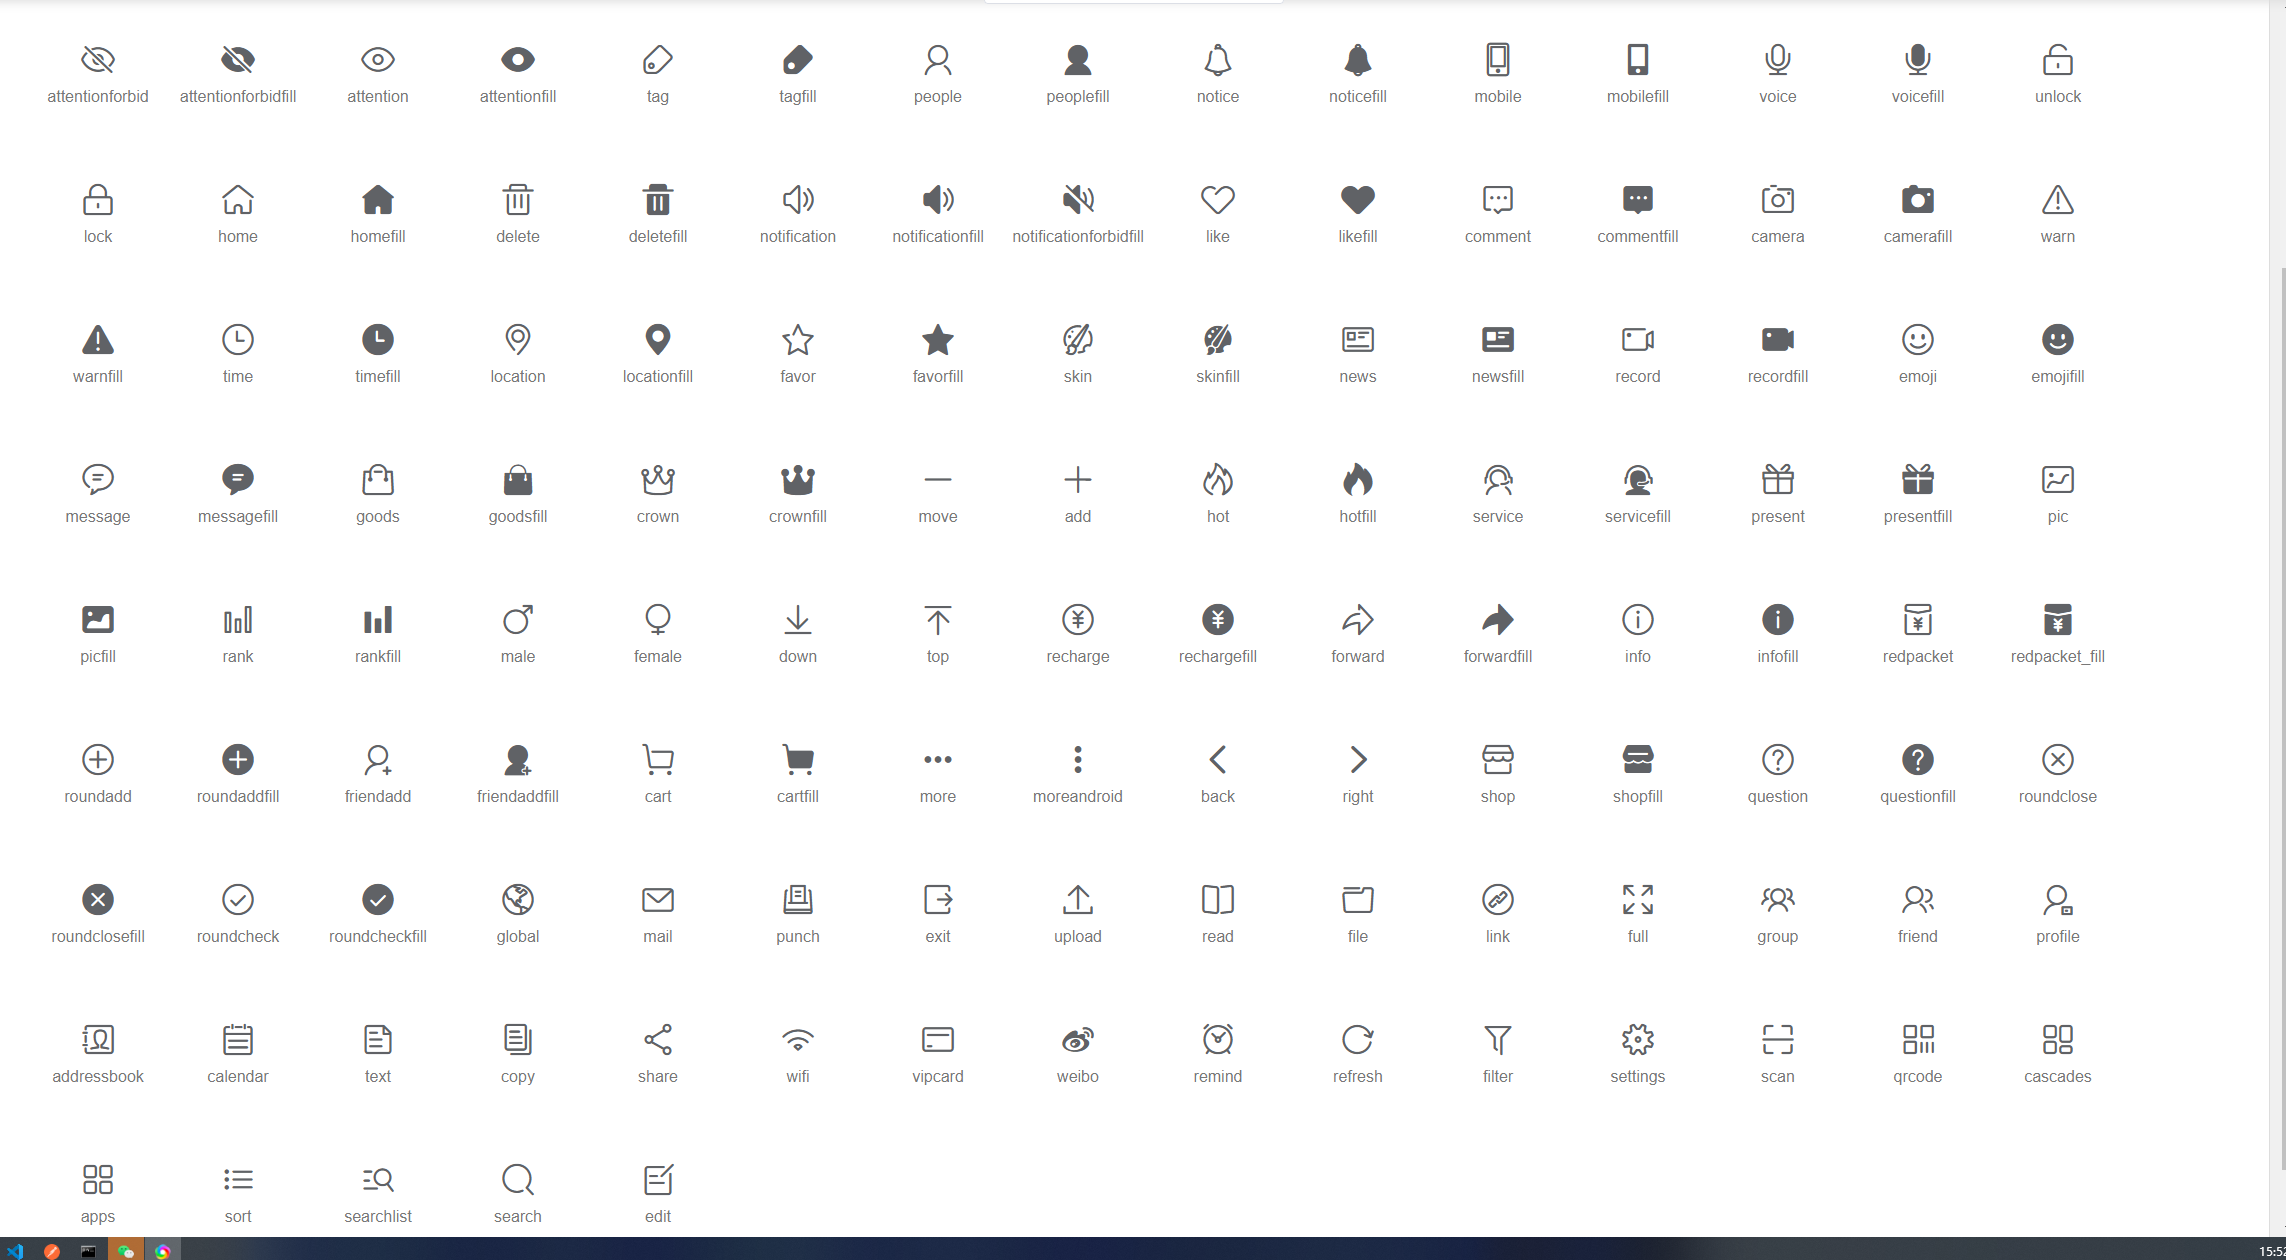 attentionforbid attentionforbidfill attention attentionfill tag tagfill people peoplefill notice noticefill mobile mobilefill voice voicefill unlock
lock home homefill delete deletefill notification notificationfill notificationforbidfill like likefill comment commentfill camera camerafill warn
warnfill time timefill location locationfill favor favorfill skin skinfill news newsfill record recordfill emoji emojifill
message messagefill goods goodsfill crown crownfill move add hot hotfill service servicefill present presentfill pic
picfill rank rankfill male female down top recharge rechargefill forward forwardfill info infofill redpacket redpacket_fill
roundadd roundaddfill friendadd friendaddfill cart cartfill more moreandroid back right shop shopfill question questionfill roundclose
roundclosefill roundcheck roundcheckfill global mail punch exit upload read file link full group friend profile
addressbook calendar text copy share wifi vipcard weibo remind refresh filter settings scan qrcode cascades
apps sort searchlist search edit